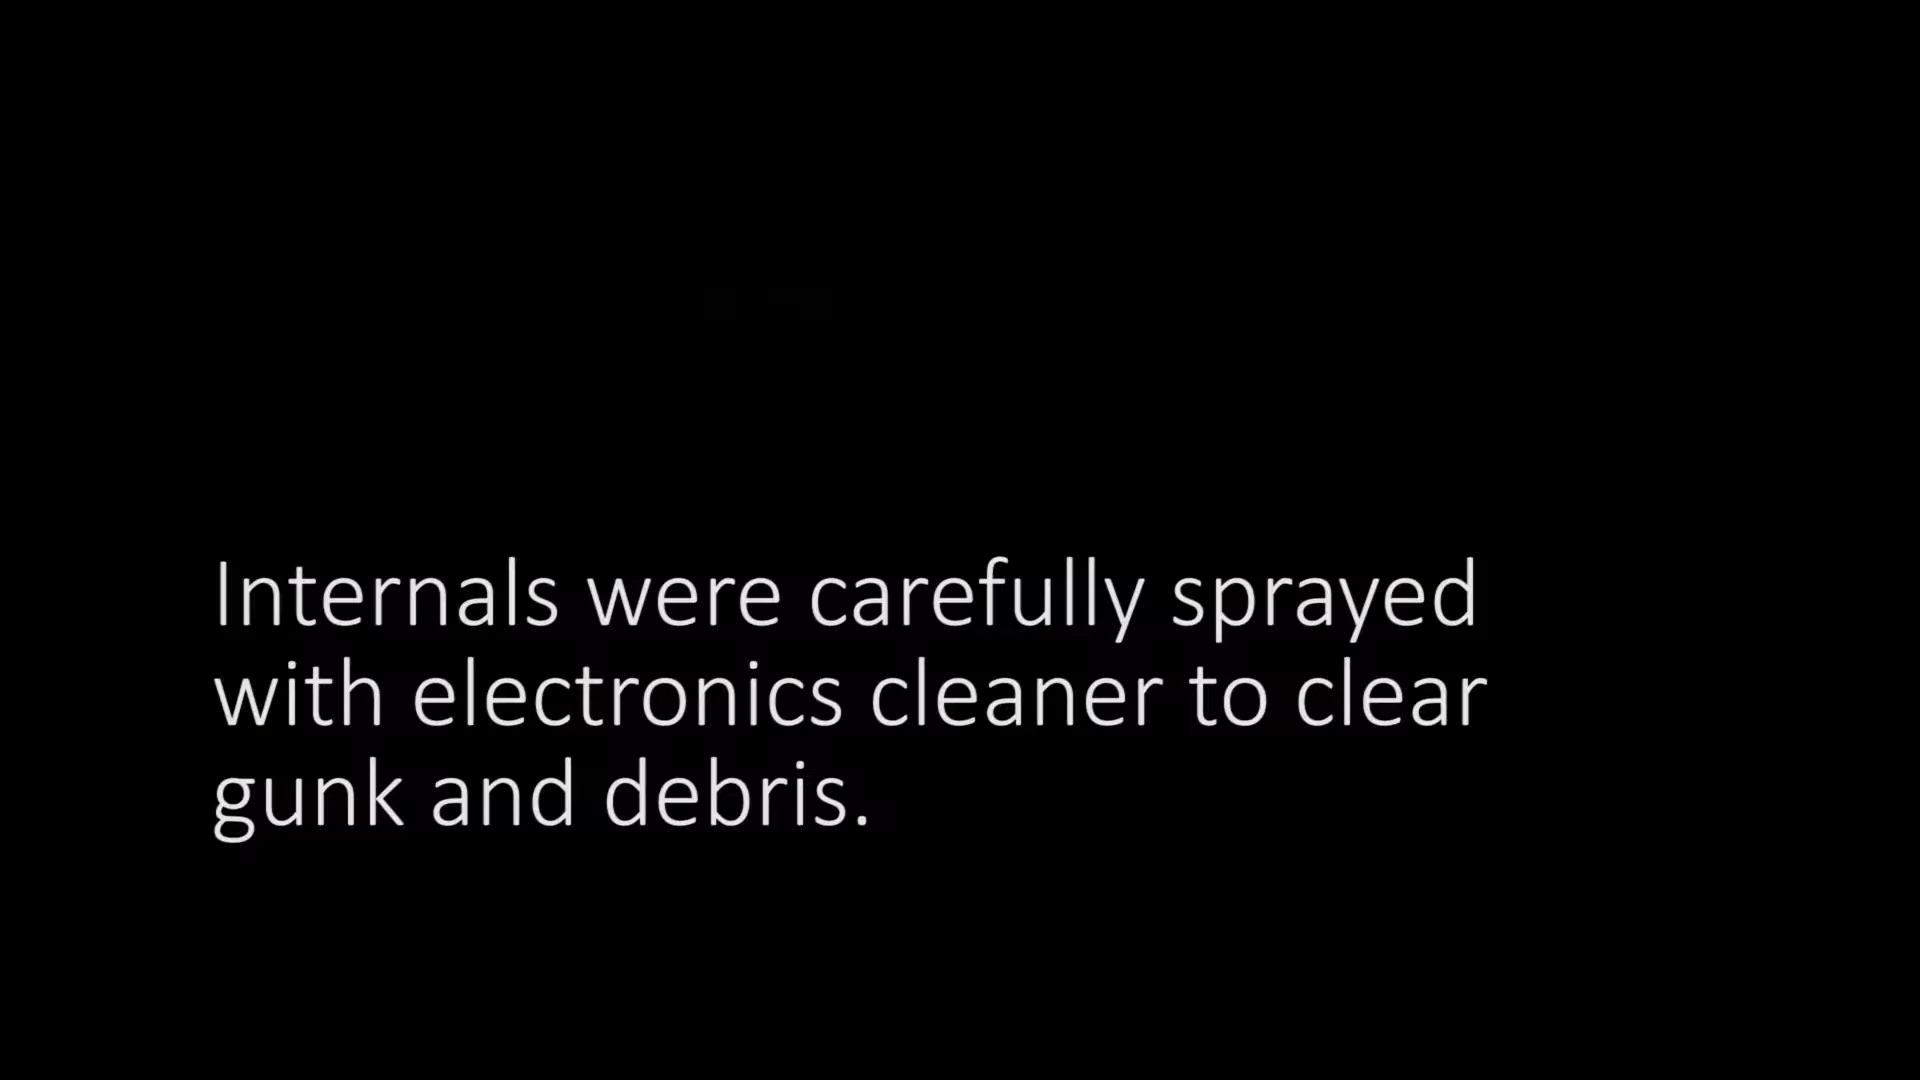 Internals were carefully sprayed
with electronics cleaner to clear
gunk and debris.